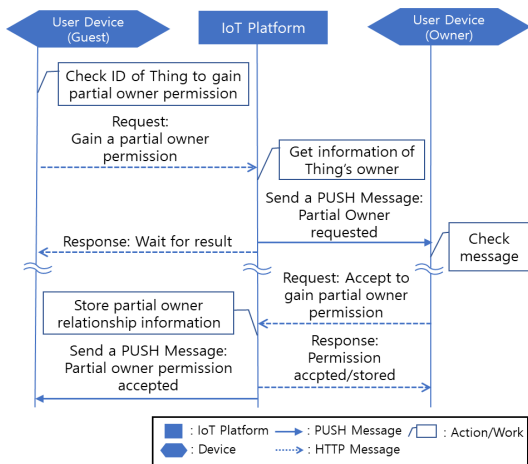 User Device
(Guest)
IoT Platform
User Device
(Owner)
Check ID of Thing to gain
partial owner permission
Request:
Gain a partial owner
permission
Get information of
Thing's owner
Send a PUSH Message:
Partial Owner
requested
Response: Wait for result
Check
message
Request: Accept to
gain partial owner
permission
Store partial owner
relationship information
Send a PUSH Message:
Partial owner permission
accepted
Response:
Permission
accpted/stored
: IoT Platform
: PUSH Message
: Action/Work
: Device
: HTTP Message